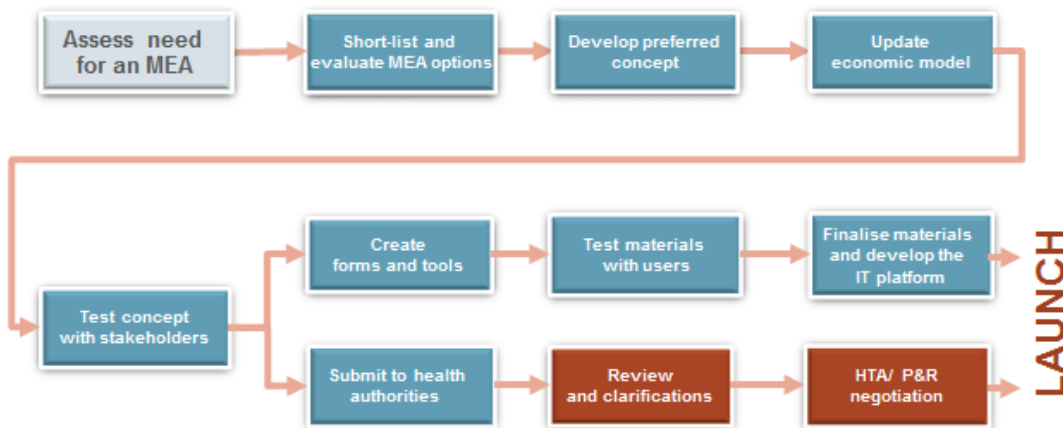 Assess need
for an MEA
Short-list and
evaluate MEA options
Develop preferred
concept
Update
economic model
Test concept
with stakeholders
Create
forms and tools
Test materials
with users
Finalise materials
and develop the
IT platform
Submit to health
authorities
Review
and clarifications
HTA/ P&R
negotiation
LAUNCH